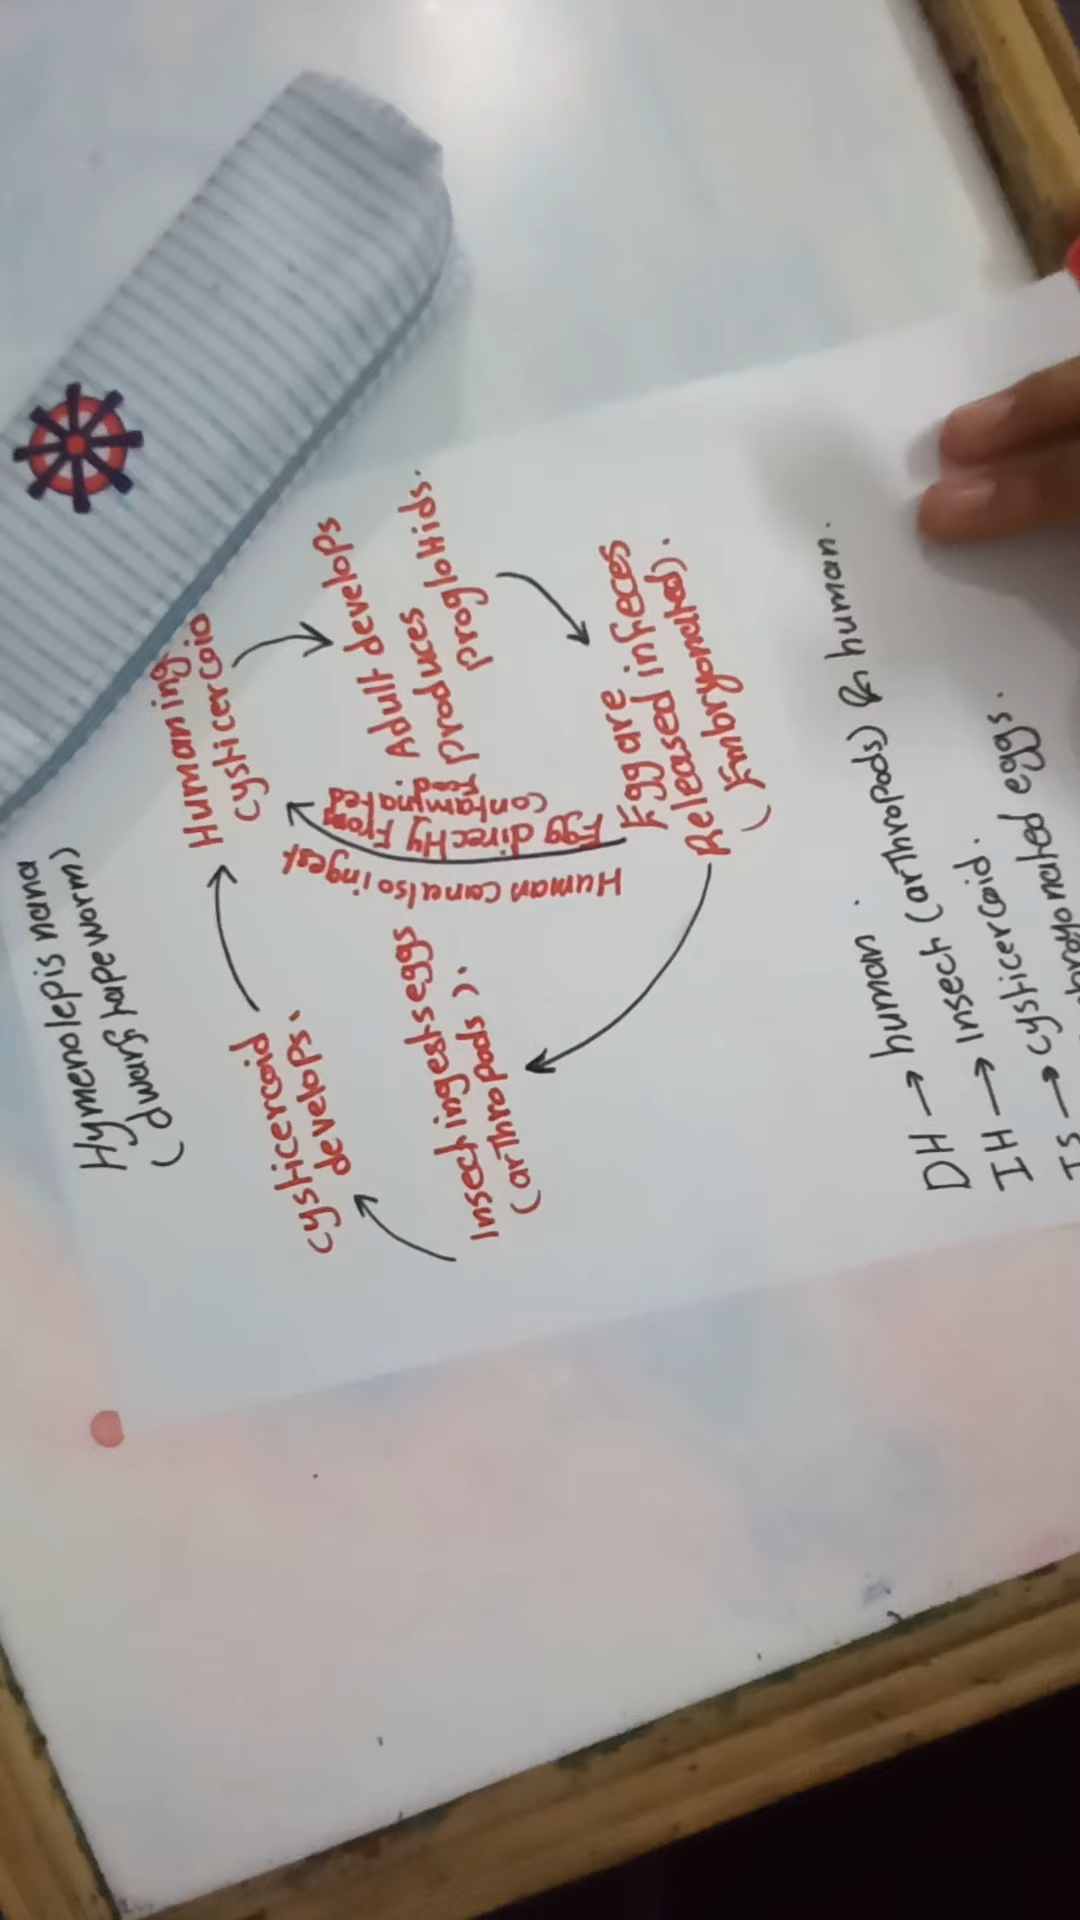 Hymenolepis nana
(dwarf tapeworm)
Human ing
cysticercoid
Adult develops
produces
proglottids.
Egg are
Released in feces
(Embryonated).
Human can also ingest
Egg directly from
contaminated
food.
Insect ingests eggs
(arthropods).
cysticercoid
develops.
DH → human.
IH → Insect (arthropods) & human.
IS → cysticercoid.
eggs.